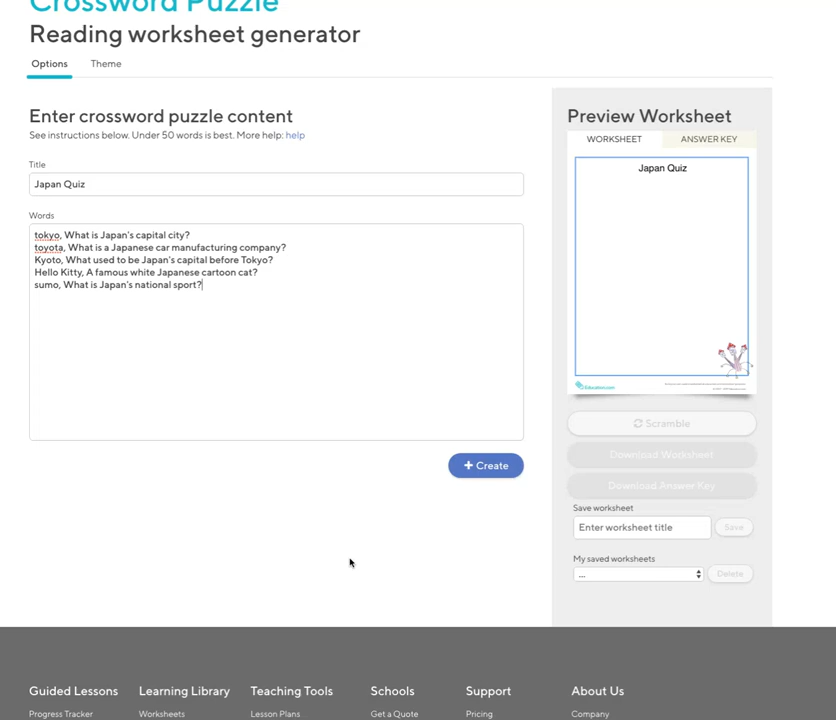 Crossword Puzzle
Reading worksheet generator
Options
Theme
Enter crossword puzzle content
See instructions below. Under 50 words is best. More help: help
Title
Japan Quiz
Words
tokyo, What is Japan's capital city?
toyota, What is a Japanese car manufacturing company?
Kyoto, What used to be Japan's capital before Tokyo?
Hello Kitty, A famous white Japanese cartoon cat?
sumo, What is Japan's national sport?
+ Create
Preview Worksheet
WORKSHEET
ANSWER KEY
Japan Quiz
Education.com
Scramble
Download Worksheet
Download Answer Key
Save worksheet
Enter worksheet title
Save
My saved worksheets
...
Delete
Guided Lessons
Learning Library
Teaching Tools
Schools
Support
About Us
Progress Tracker
Worksheets
Lesson Plans
Get a Quote
Pricing
Company